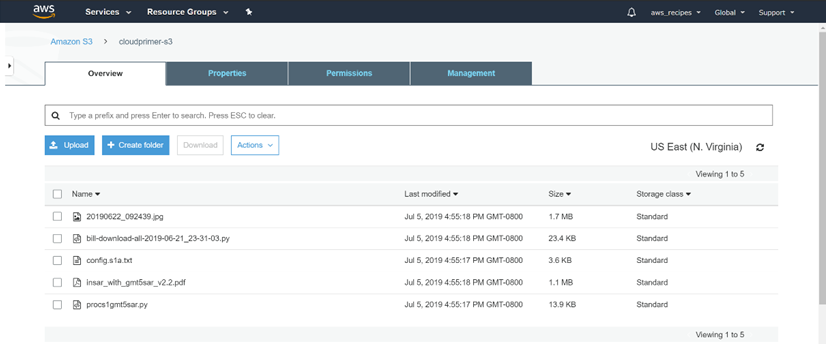 aws Services Resource Groups aws_recipes Global Support
Amazon S3 > cloudprimer-s3
Overview Properties Permissions Management
Type a prefix and press Enter to search. Press ESC to clear.
Upload + Create folder Download Actions US East (N. Virginia)
Viewing 1 to 5
Name Last modified Size Storage class
20190622_092439.jpg Jul 5, 2019 4:55:18 PM GMT-0800 1.7 MB Standard
bill-download-all-2019-06-21_23-31-03.py Jul 5, 2019 4:55:18 PM GMT-0800 23.4 KB Standard
config.s1a.txt Jul 5, 2019 4:55:17 PM GMT-0800 3.6 KB Standard
insar_with_gmt5sar_v2.2.pdf Jul 5, 2019 4:55:18 PM GMT-0800 1.1 MB Standard
procs1gmt5sar.py Jul 5, 2019 4:55:17 PM GMT-0800 13.9 KB Standard
Viewing 1 to 5